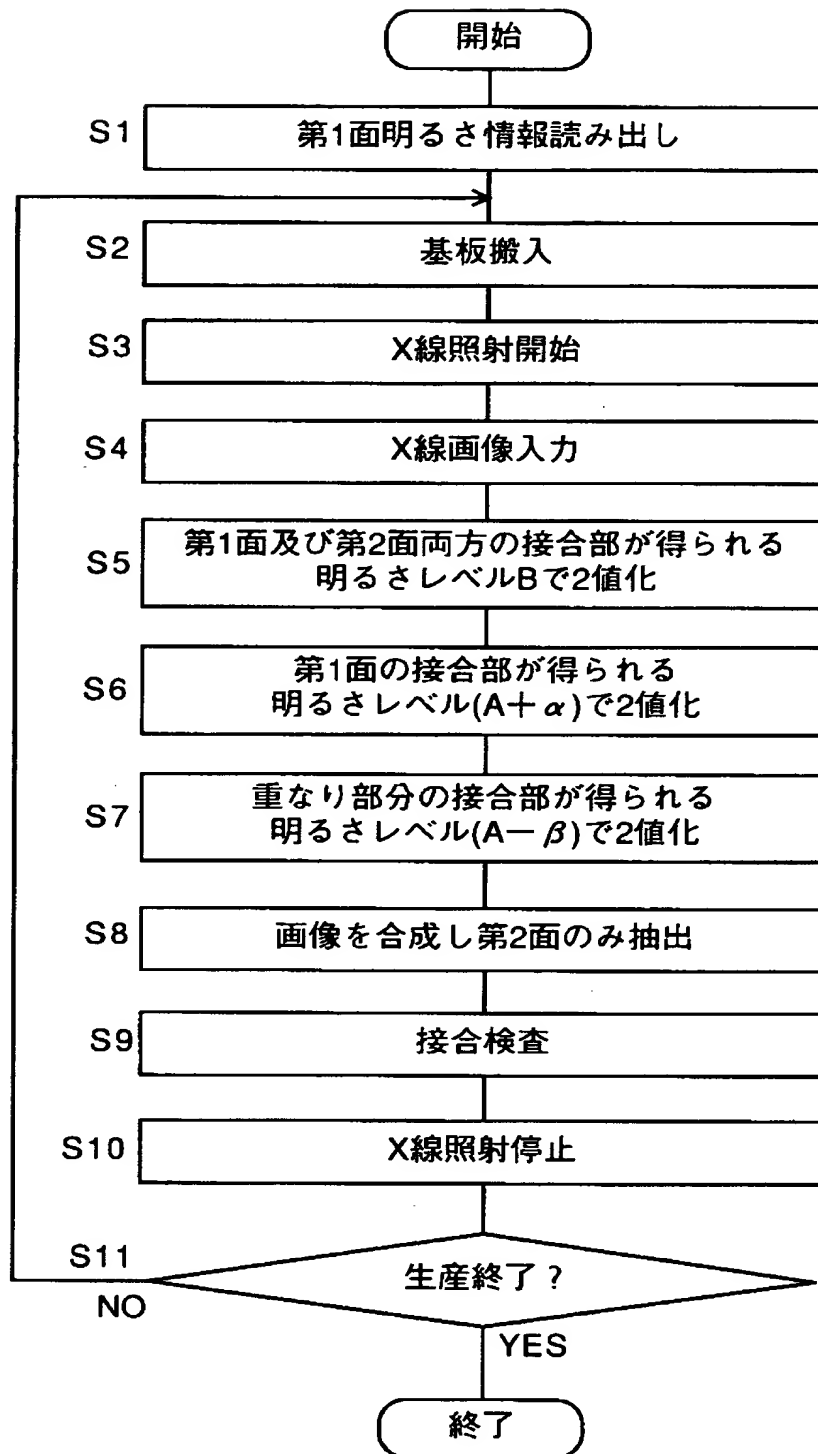 開始
S1
第1面明るさ情報読み出し
S2
基板搬入
S3
X線照射開始
S4
X線画像入力
S5
第1面及び第2面両方の接合部が得られる
明るさレベルBで2値化
S6
第1面の接合部が得られる
明るさレベル(A+α)で2値化
S7
重なり部分の接合部が得られる
明るさレベル(A-β)で2値化
S8
画像を合成し第2面のみ抽出
S9
接合検査
S10
X線照射停止
S11
生産終了?
NO
YES
終了